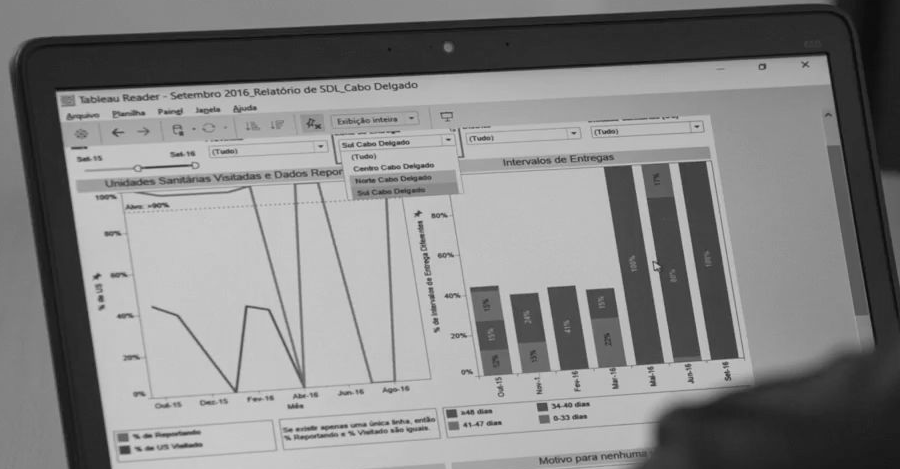 Tableau Reader - Setembro 2016_Relatório de SDL_Cabo Delgado
Arquivo Planilha Painel Janela Ajuda
Exibição inteira
Set-15 Set-16
(Tudo)
Sul Cabo Delgado
(Tudo)
Centro Cabo Delgado
Norte Cabo Delgado
Sul Cabo Delgado
(Tudo)
(Tudo)
Unidades Sanitárias Visitadas e Dados Repor
100%
Alvo: >90%
80%
60%
40%
20%
0%
% de US
Out-15 Dez-15 Fev-16 Abr-16 Jun-16 Ago-16
Mês
% de Reportando
% de US Visitado
Se existir apenas uma única linha, então
% Reportando e % Visitado são iguais.
Intervalos de Entregas
% de Intervalos de Entrega Diferentes
80%
60%
40%
20%
0%
15%
15%
12%
24%
15%
41%
15%
22%
100%
17%
80%
100%
Out-15 Nov-1 Fev-16 Mar-16 Mai-16 Jun-16 Set-16
≥48 dias
41-47 dias
34-40 dias
0-33 dias
Motivo para nenhuma